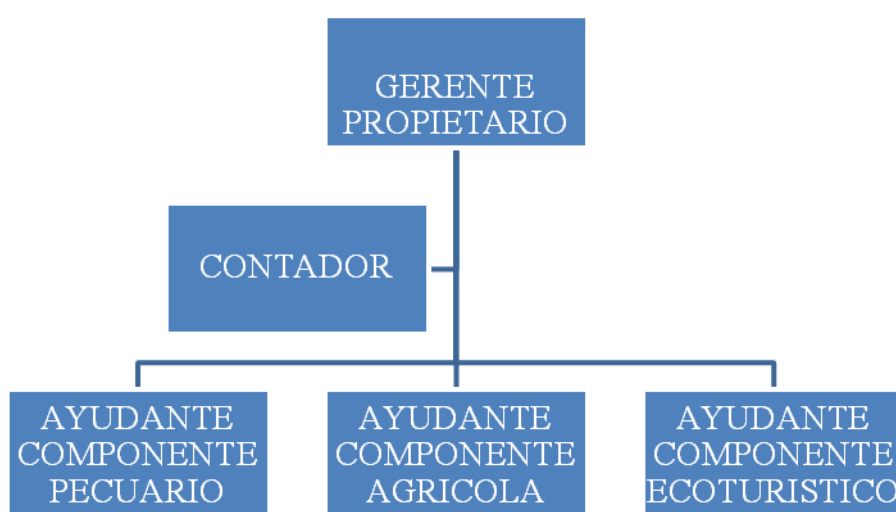 GERENTE
PROPIETARIO
CONTADOR
AYUDANTE
COMPONENTE
PECUARIO
AYUDANTE
COMPONENTE
AGRICOLA
AYUDANTE
COMPONENTE
ECOTURISTICO